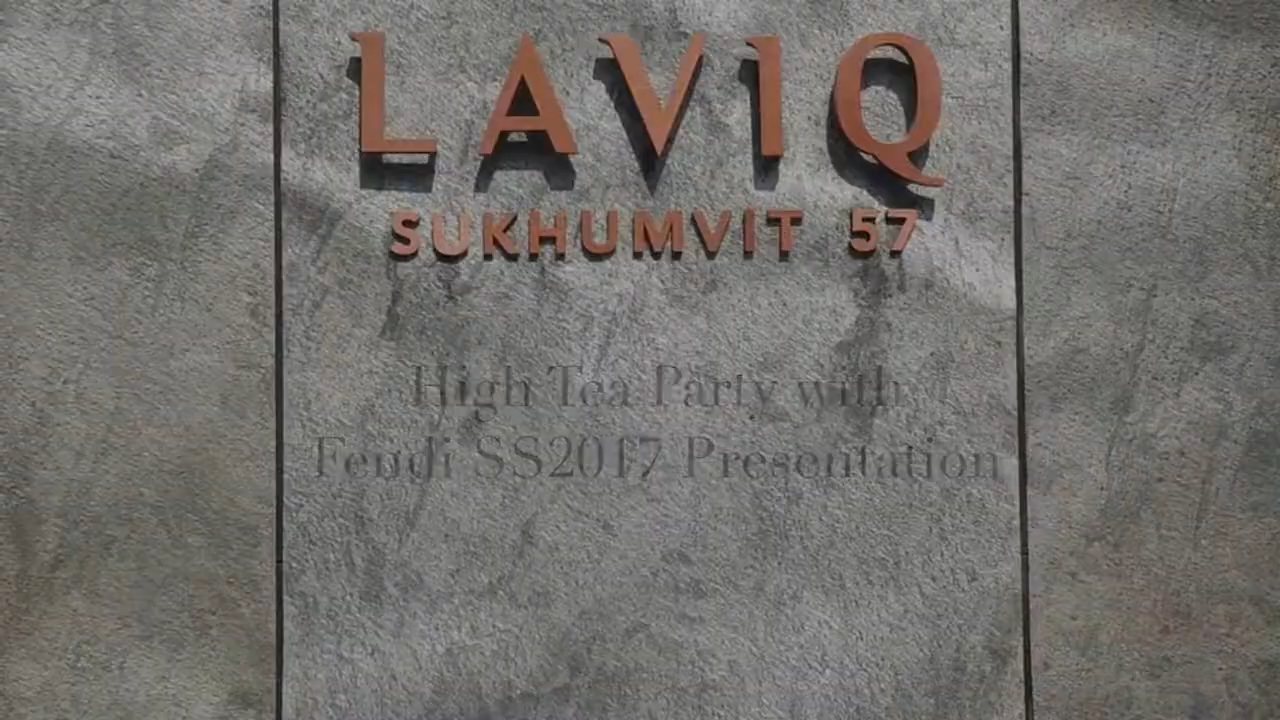 LAVIQ
SUKHUMVIT 57
High Tea Party with
Fendi SS2017 Presentation